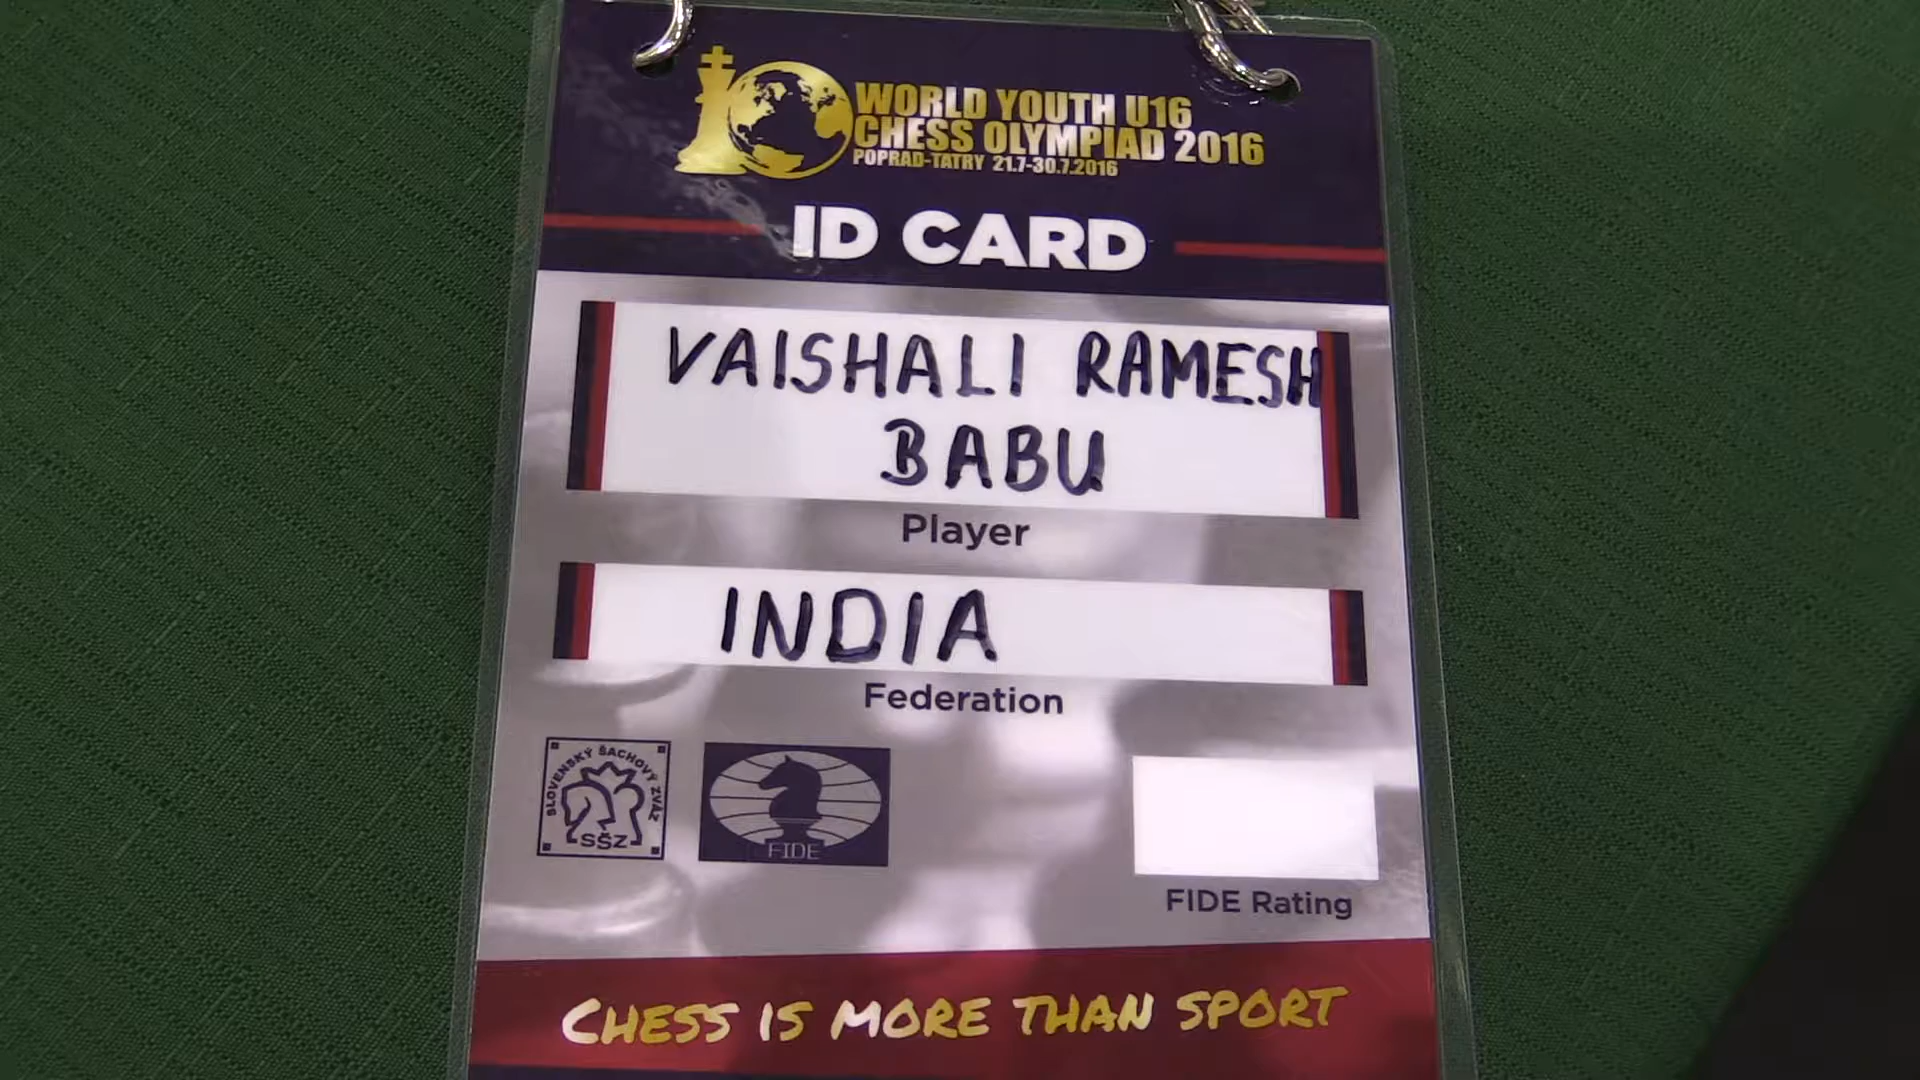 WORLD YOUTH U16
CHESS OLYMPIAD 2016
POPRAD-TATRY 21.7-30.7.2016
ID CARD
VAISHALI RAMESH
BABU
Player
INDIA
Federation
SLOVENSKÝ ŠACHOVÝ ZVÄZ
SŠZ
FIDE
FIDE Rating
CHESS IS MORE THAN SPORT